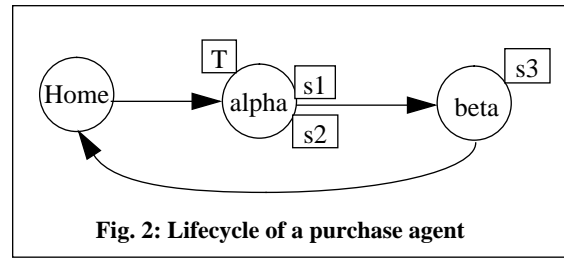 T
s3
Home
s1
alpha
beta
s2
Fig. 2: Lifecycle of a purchase agent